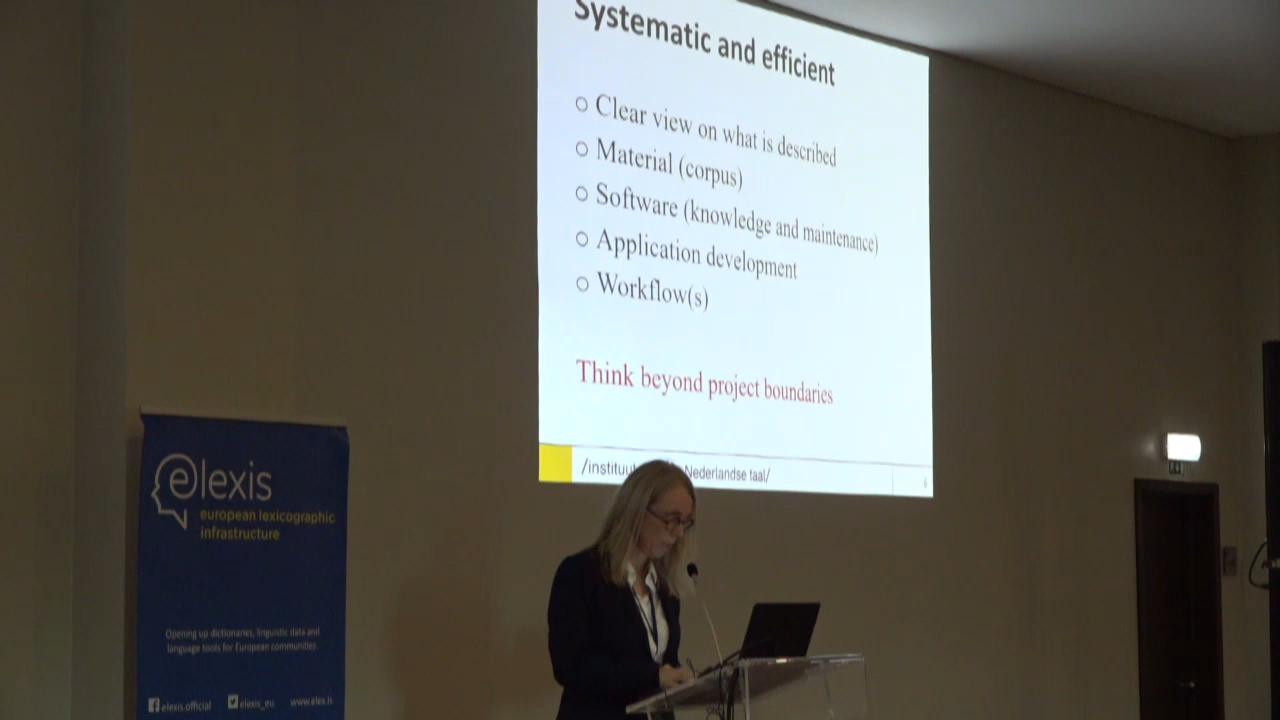 Systematic and efficient
○ Clear view on what is described
○ Material (corpus)
○ Software (knowledge and maintenance)
○ Application development
○ Workflow(s)
Think beyond project boundaries
/instituut Nederlandse taal/
6
elexis
european lexicographic
infrastructure
Opening up dictionaries, linguistic data and
language tools for European communities.
elexis.official
elexis_eu
www.elex.is